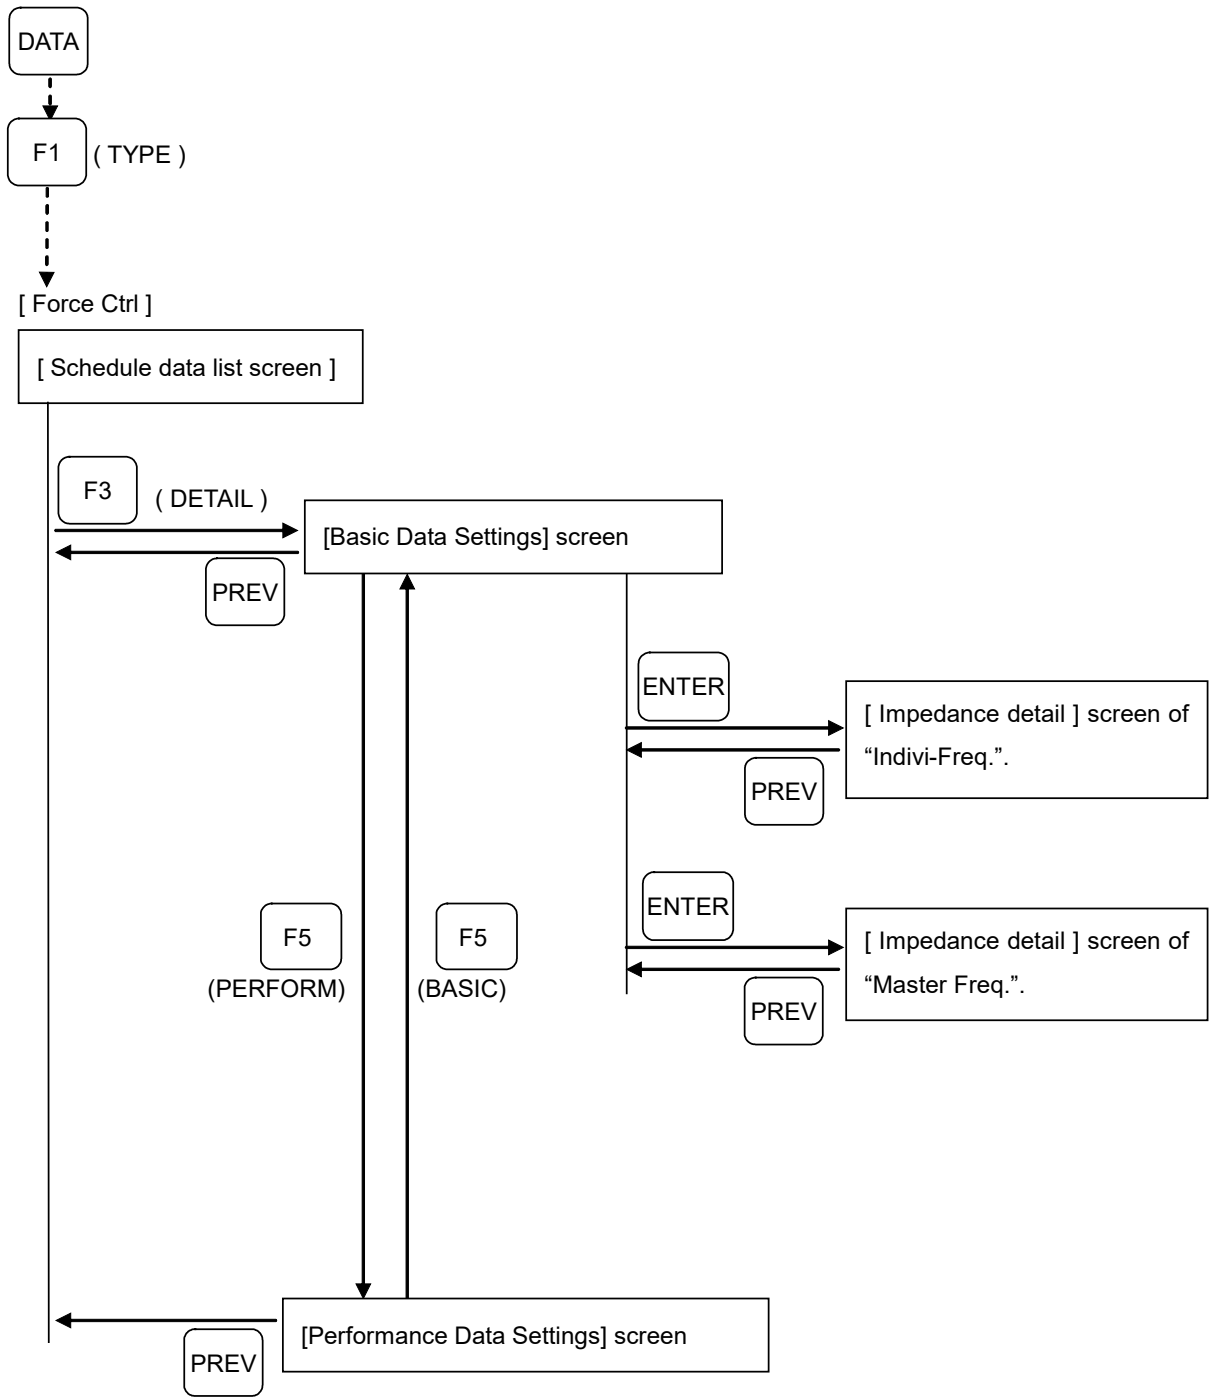 DATA
F1
( TYPE )
[ Force Ctrl ]
[ Schedule data list screen ]
F3
( DETAIL )
[Basic Data Settings] screen
PREV
ENTER
[ Impedance detail ] screen of
“Indivi-Freq.”.
PREV
ENTER
[ Impedance detail ] screen of
“Master Freq.”.
PREV
F5
(PERFORM)
F5
(BASIC)
[Performance Data Settings] screen
PREV